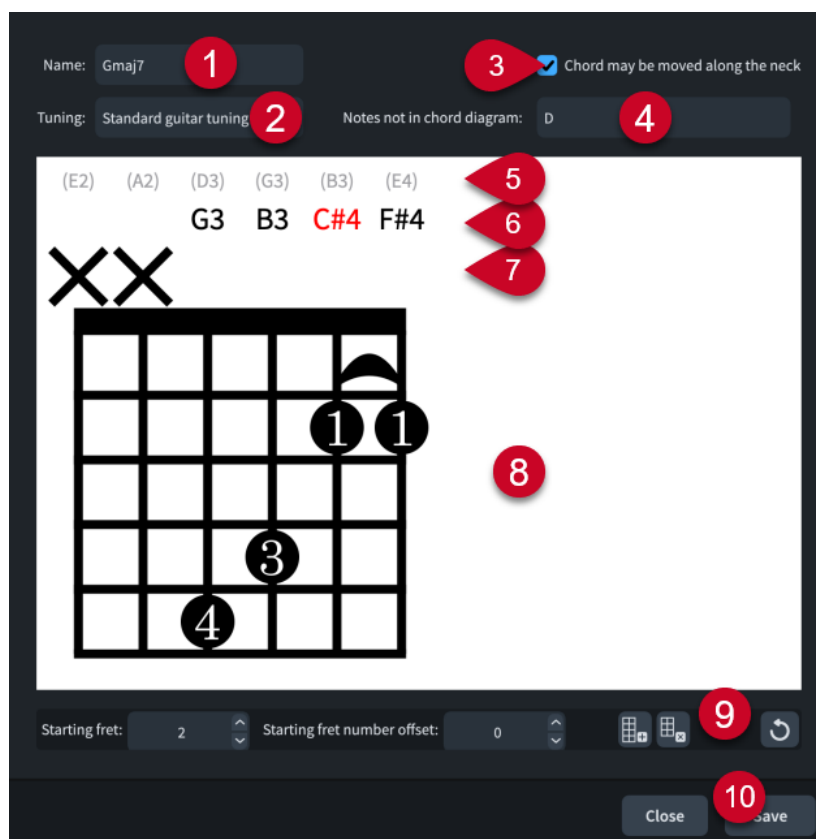 Name: Gmaj7 1 3 Chord may be moved along the neck
Tuning: Standard guitar tuning 2 Notes not in chord diagram: D 4
(E2) (A2) (D3) (G3) (B3) (E4) 5
G3 B3 C#4 F#4 6
7
1 1
8
3
4
Starting fret: 2 Starting fret number offset: 0 9
10
Close Save